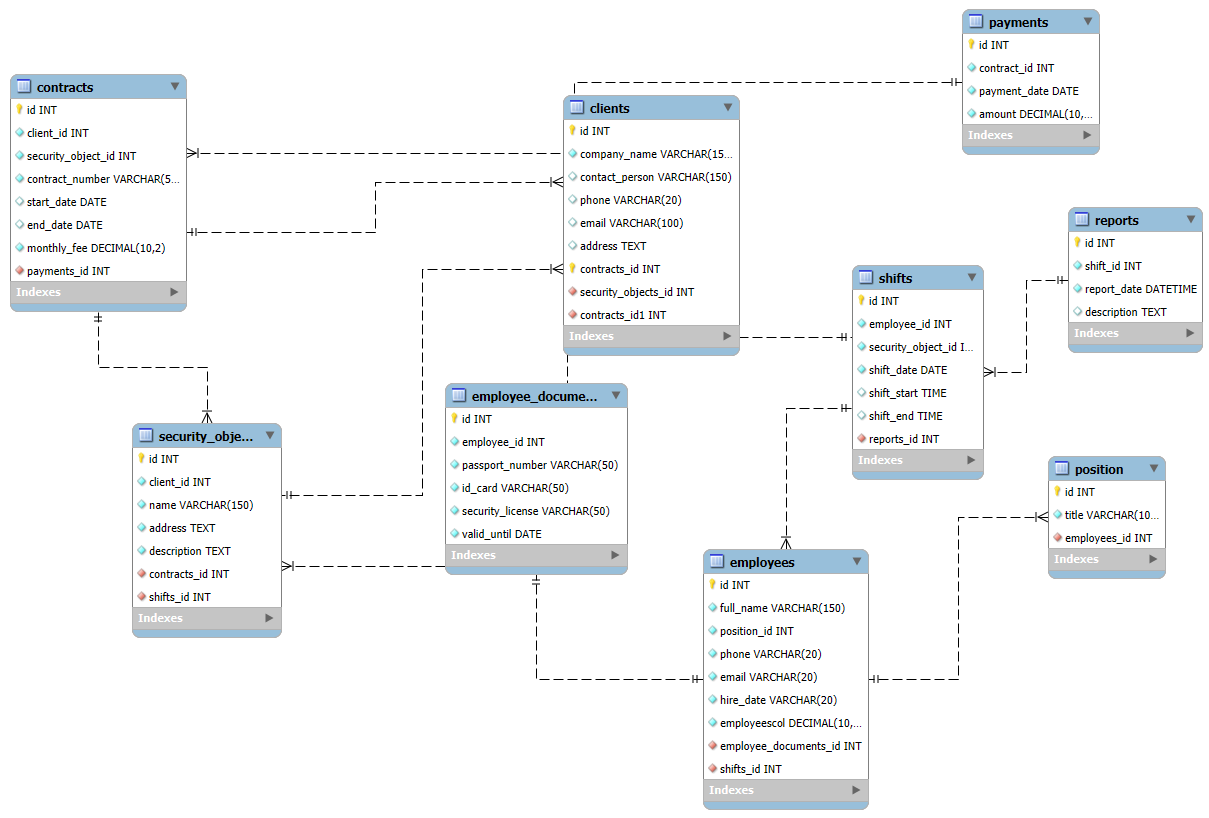 payments
id INT
contract_id INT
payment_date DATE
amount DECIMAL(10,...
Indexes
contracts
id INT
client_id INT
security_object_id INT
contract_number VARCHAR(5...
start_date DATE
end_date DATE
monthly_fee DECIMAL(10,2)
payments_id INT
Indexes
clients
id INT
company_name VARCHAR(15...
contact_person VARCHAR(150)
phone VARCHAR(20)
email VARCHAR(100)
address TEXT
contracts_id INT
security_objects_id INT
contracts_id1 INT
Indexes
reports
id INT
shift_id INT
report_date DATETIME
description TEXT
Indexes
shifts
id INT
employee_id INT
security_object_id I...
shift_date DATE
shift_start TIME
shift_end TIME
reports_id INT
Indexes
employee_docume...
id INT
employee_id INT
passport_number VARCHAR(50)
id_card VARCHAR(50)
security_license VARCHAR(50)
valid_until DATE
Indexes
security_obje...
id INT
client_id INT
name VARCHAR(150)
address TEXT
description TEXT
contracts_id INT
shifts_id INT
Indexes
position
id INT
title VARCHAR(10...
employees_id INT
Indexes
employees
id INT
full_name VARCHAR(150)
position_id INT
phone VARCHAR(20)
email VARCHAR(20)
hire_date VARCHAR(20)
employeescol DECIMAL(10,...
employee_documents_id INT
shifts_id INT
Indexes